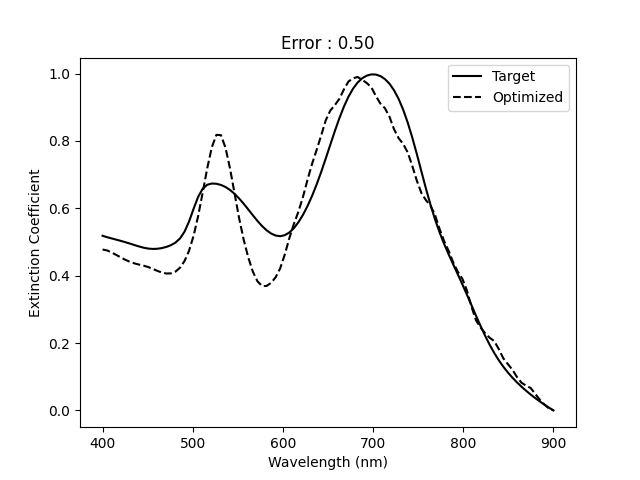 Error : 0.50
Target
Optimized
Extinction Coefficient
1.0
0.8
0.6
0.4
0.2
0.0
400 500 600 700 800 900
Wavelength (nm)